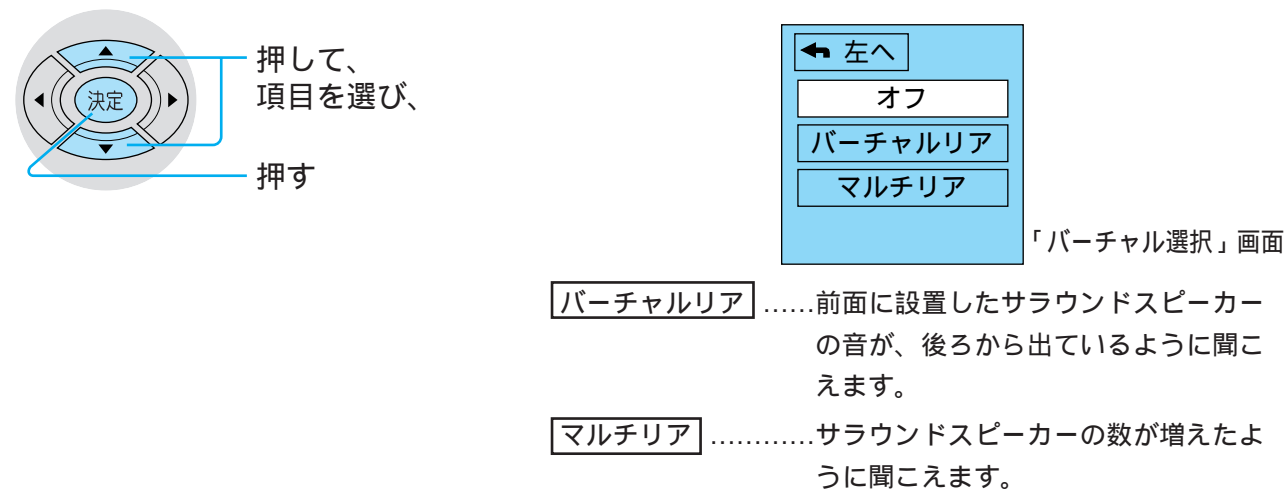 決定
押して、
項目を選び、
押す
左へ
オフ
バーチャルリア
マルチリア
「バーチャル選択」画面
バーチャルリア ......前面に設置したサラウンドスピーカー
の音が、後ろから出ているように聞こ
えます。
マルチリア ............サラウンドスピーカーの数が増えたよ
うに聞こえます。